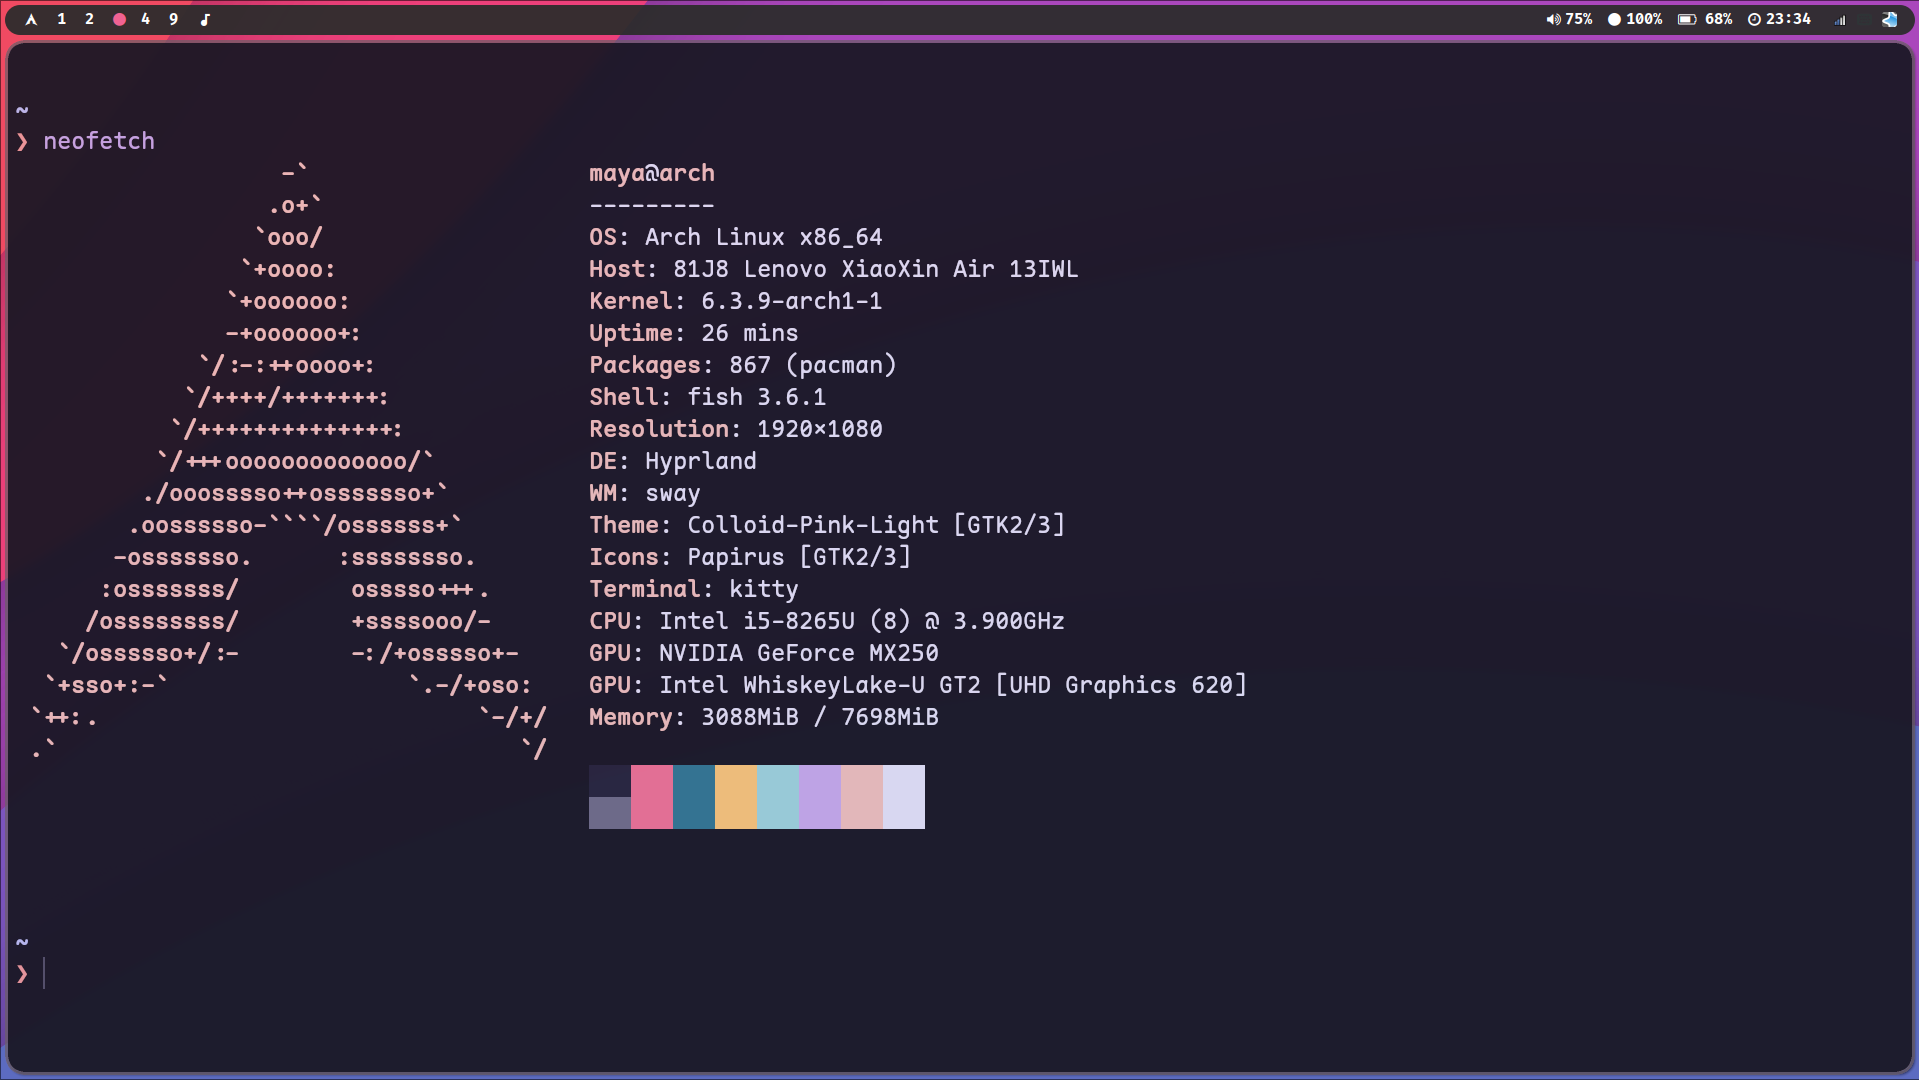 1 2 4 9 75% 100% 68% 23:34
~
❯ neofetch
-`
.o+`
`ooo/
`+oooo:
`+oooooo:
-+oooooo+:
`/:-:++oooo+:
`/++++/+++++++:
`/++++++++++++++:
`/+++ooooooooooooo/`
./ooosssso++osssssso+`
.oossssso-````/ossssss+`
-osssssso.      :ssssssso.
:osssssss/        osssso+++.
/ossssssss/        +ssssooo/-
`/ossssso+/:-        -:/+osssso+-
`+sso+:-`                 `.-/+oso:
`++:.                           `-/+/
.`                                 `/
maya@arch
---------
OS: Arch Linux x86_64
Host: 81J8 Lenovo XiaoXin Air 13IWL
Kernel: 6.3.9-arch1-1
Uptime: 26 mins
Packages: 867 (pacman)
Shell: fish 3.6.1
Resolution: 1920×1080
DE: Hyprland
WM: sway
Theme: Colloid-Pink-Light [GTK2/3]
Icons: Papirus [GTK2/3]
Terminal: kitty
CPU: Intel i5-8265U (8) @ 3.900GHz
GPU: NVIDIA GeForce MX250
GPU: Intel WhiskeyLake-U GT2 [UHD Graphics 620]
Memory: 3088MiB / 7698MiB
~
❯